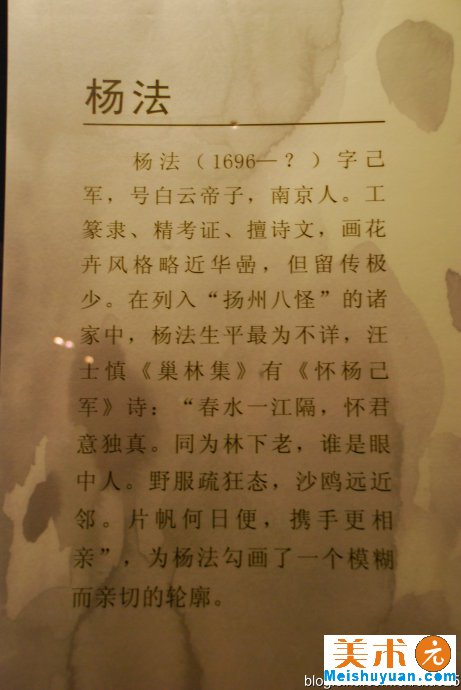 杨法
杨法（1696—？）字己
军，号白云帝子，南京人。工
篆隶、精考证、擅诗文，画花
卉风格略近华嵒，但留传极
少。在列入“扬州八怪”的诸
家中，杨法生平最为不详，汪
士慎《巢林集》有《怀杨己
军》诗：“春水一江隔，怀君
意独真。同为林下老，谁是眼
中人。野服疏狂态，沙鸥远近
邻。片帆何日便，携手更相
亲”，为杨法勾画了一个模糊
而亲切的轮廓。
美术元
Meishuyuan.com